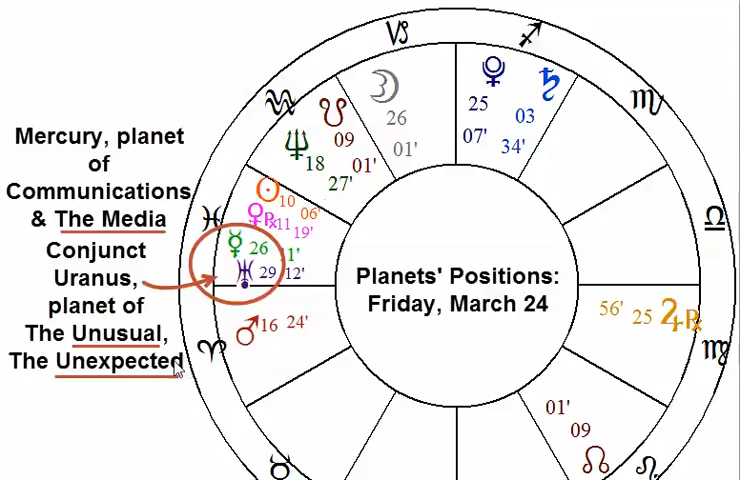 Mercury, planet
of
Communications
& The Media
Conjunct
Uranus,
planet of
The Unusual,
The Unexpected
Planets' Positions:
Friday, March 24
♑
♐
♒
♏
♓
♎
♈
♍
♉
♌
☽
26
01'
♇
25
07'
♄
03
34'
☋
09
01'
♆
18
27'
☉ 10 06'
♀℞ 11 19'
☿ 26 11'
♅ 29 12'
♂ 16 24'
56' 25 ♃℞
01'
09
☊